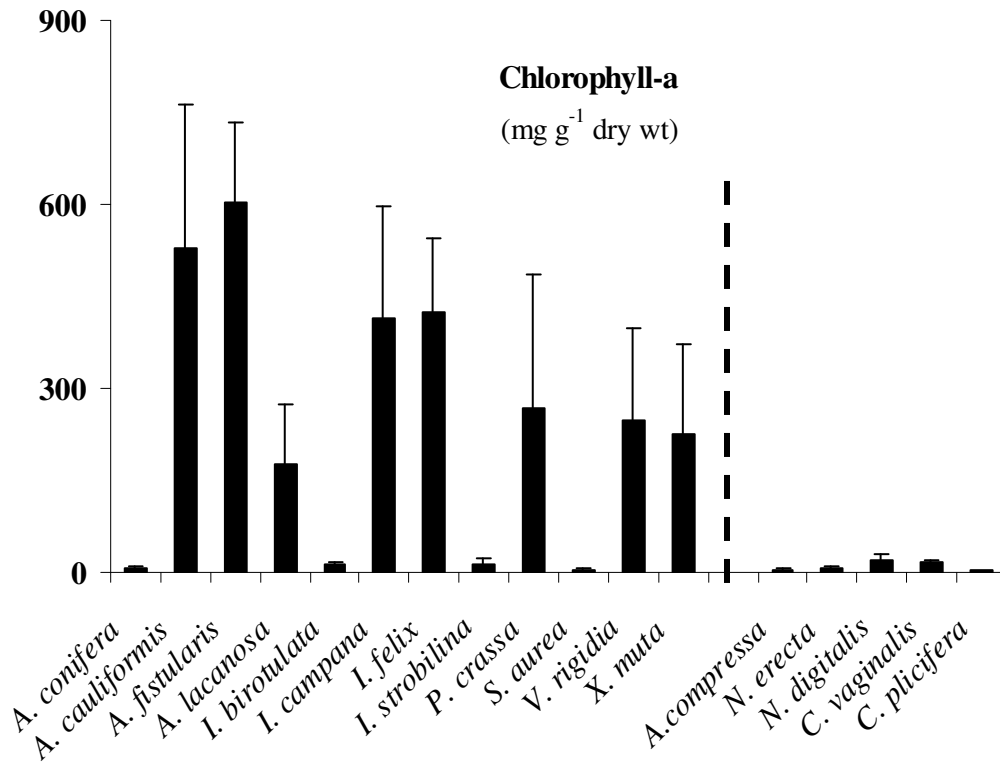 900
Chlorophyll-a
(mg g⁻¹ dry wt)
600
300
0
A. conifera
A. cauliformis
A. fistularis
A. lacanosa
I. birotulata
I. campana
I. felix
I. strobilina
P. crassa
S. aurea
V. rigidia
X. muta
A.compressa
N. erecta
N. digitalis
C. vaginalis
C. plicifera